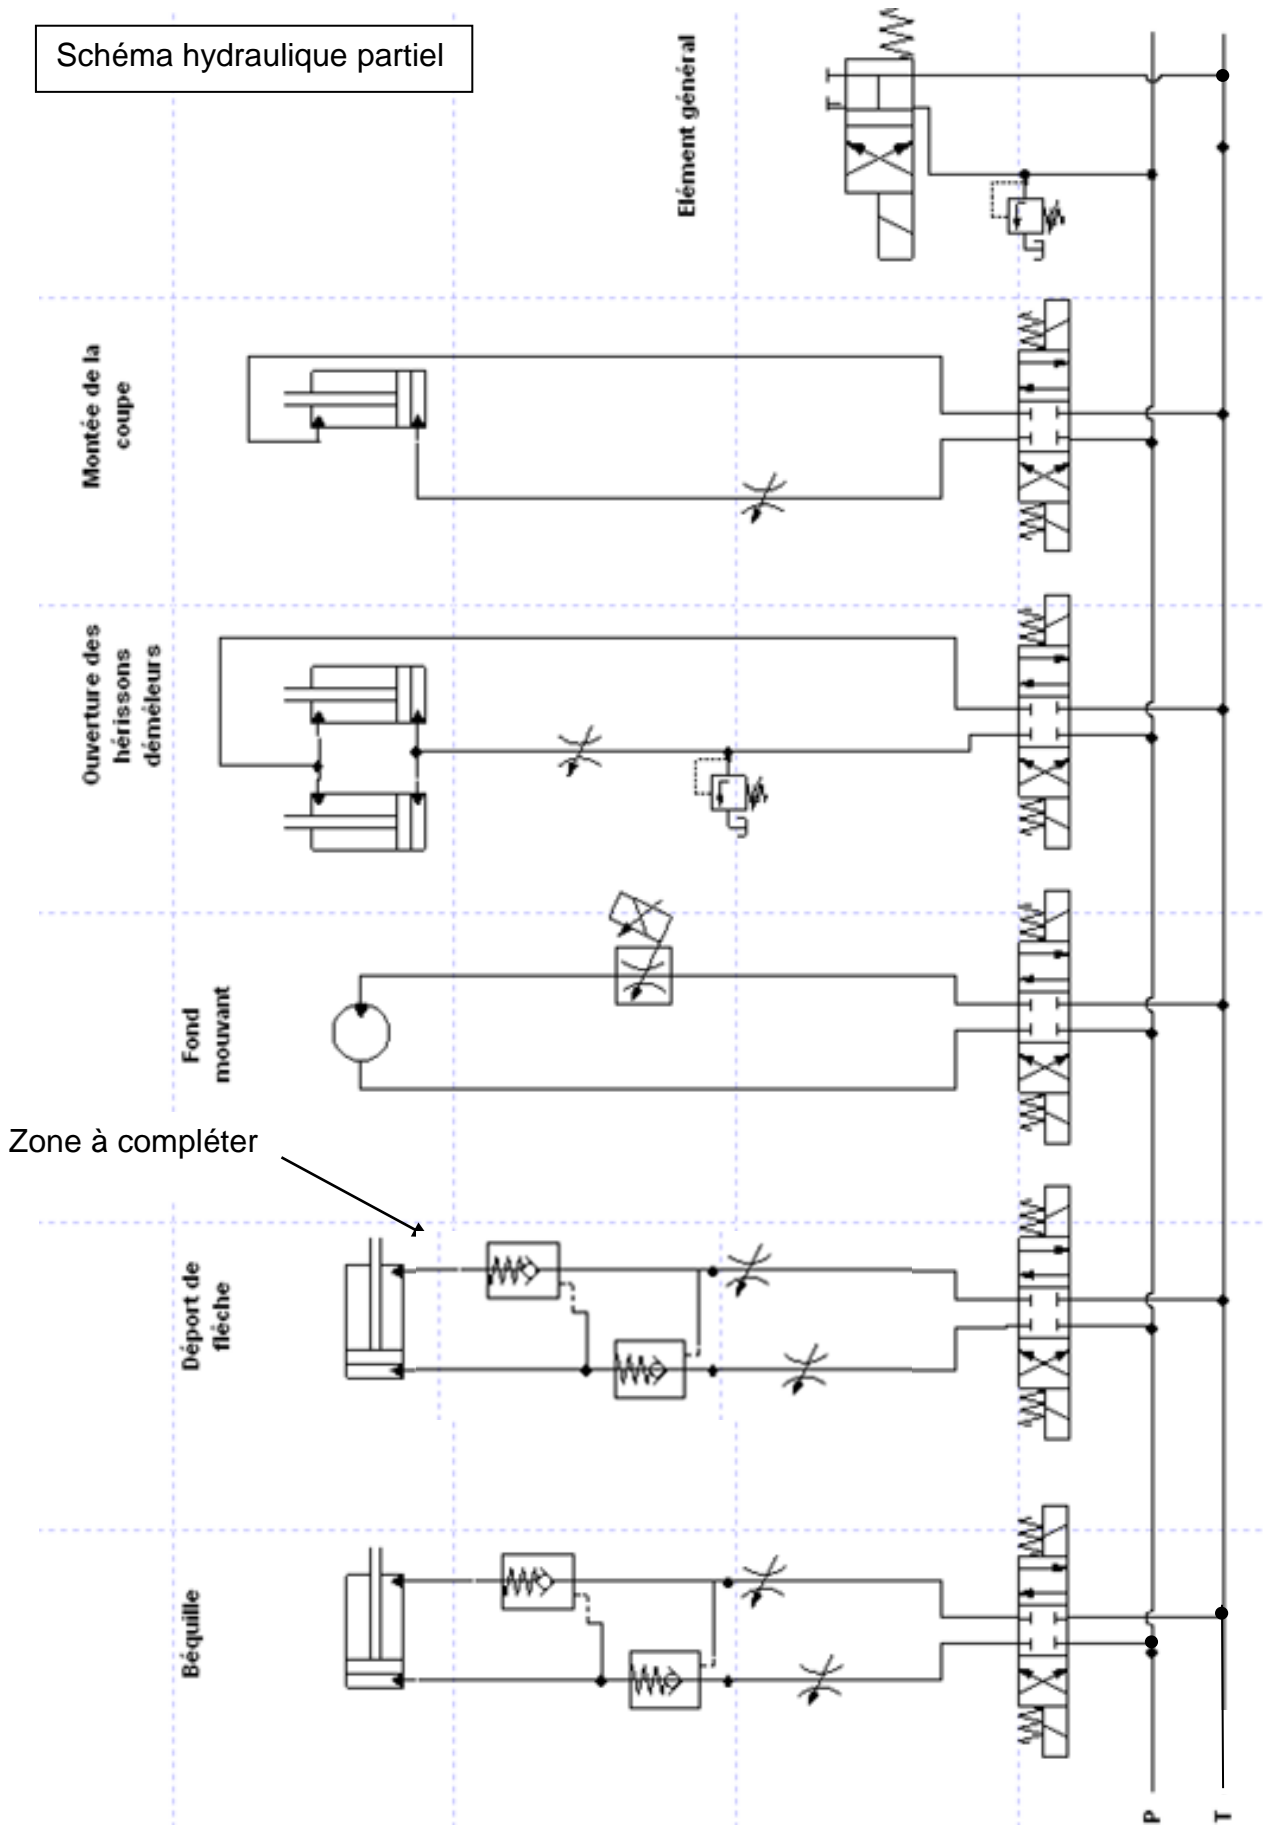 Schéma hydraulique partiel
Elément général
Montée de la
coupe
Ouverture des
hérissons
démêleurs
Fond
mouvant
Zone à compléter
Déport de
flèche
Béquille
P
T